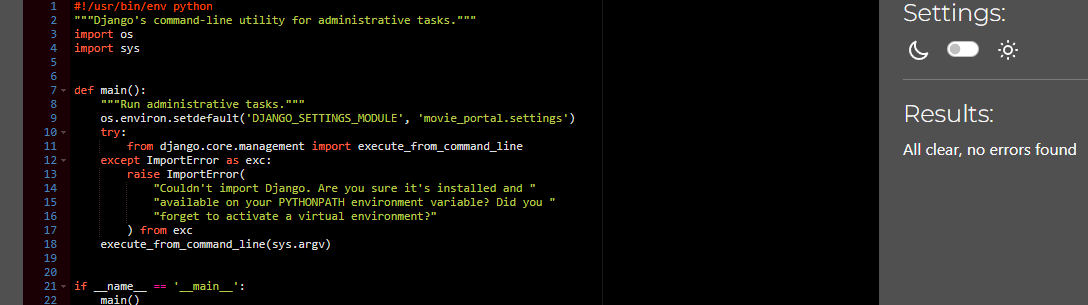 1 #!/usr/bin/env python
2 """Django's command-line utility for administrative tasks."""
3 import os
4 import sys
5
6
7 def main():
8     """Run administrative tasks."""
9     os.environ.setdefault('DJANGO_SETTINGS_MODULE', 'movie_portal.settings')
10     try:
11         from django.core.management import execute_from_command_line
12     except ImportError as exc:
13         raise ImportError(
14             "Couldn't import Django. Are you sure it's installed and "
15             "available on your PYTHONPATH environment variable? Did you "
16             "forget to activate a virtual environment?"
17         ) from exc
18     execute_from_command_line(sys.argv)
19
20
21 if __name__ == '__main__':
22     main()
Settings:
Results:
All clear, no errors found